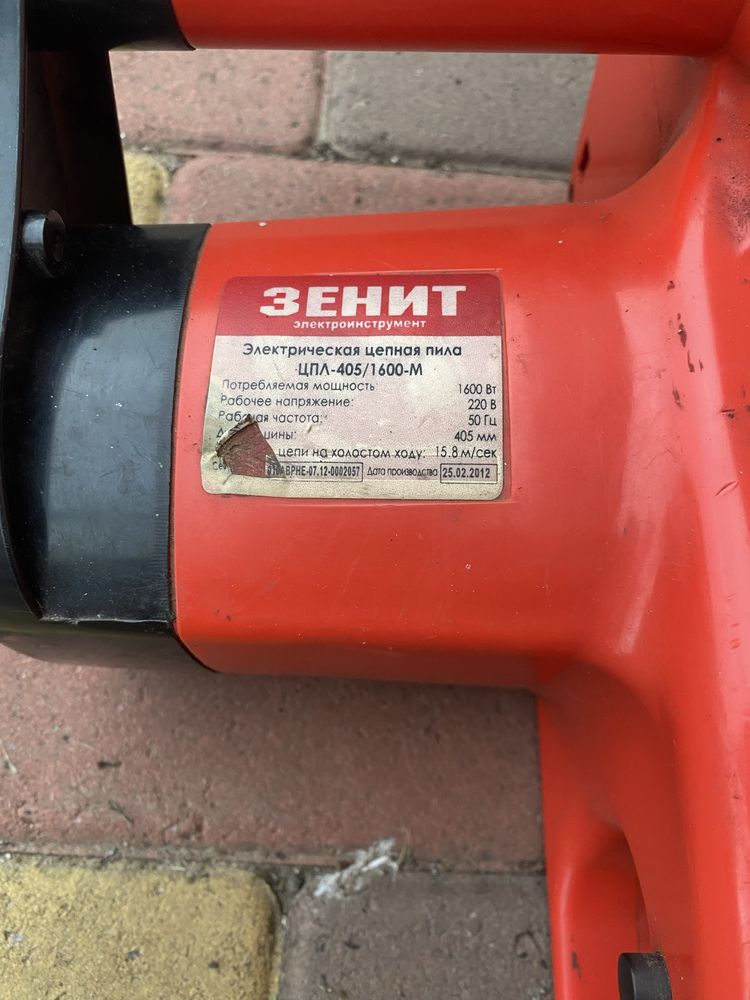 ЗЕНИТ
электроинструмент
Электрическая цепная пила
ЦПЛ-405/1600-М
Потребляемая мощность: 1600 Вт
Рабочее напряжение: 220 В
Рабочая частота: 50 Гц
405 мм
цепи на холостом ходу: 15.8 м/сек
Дата производства 25.02.2012